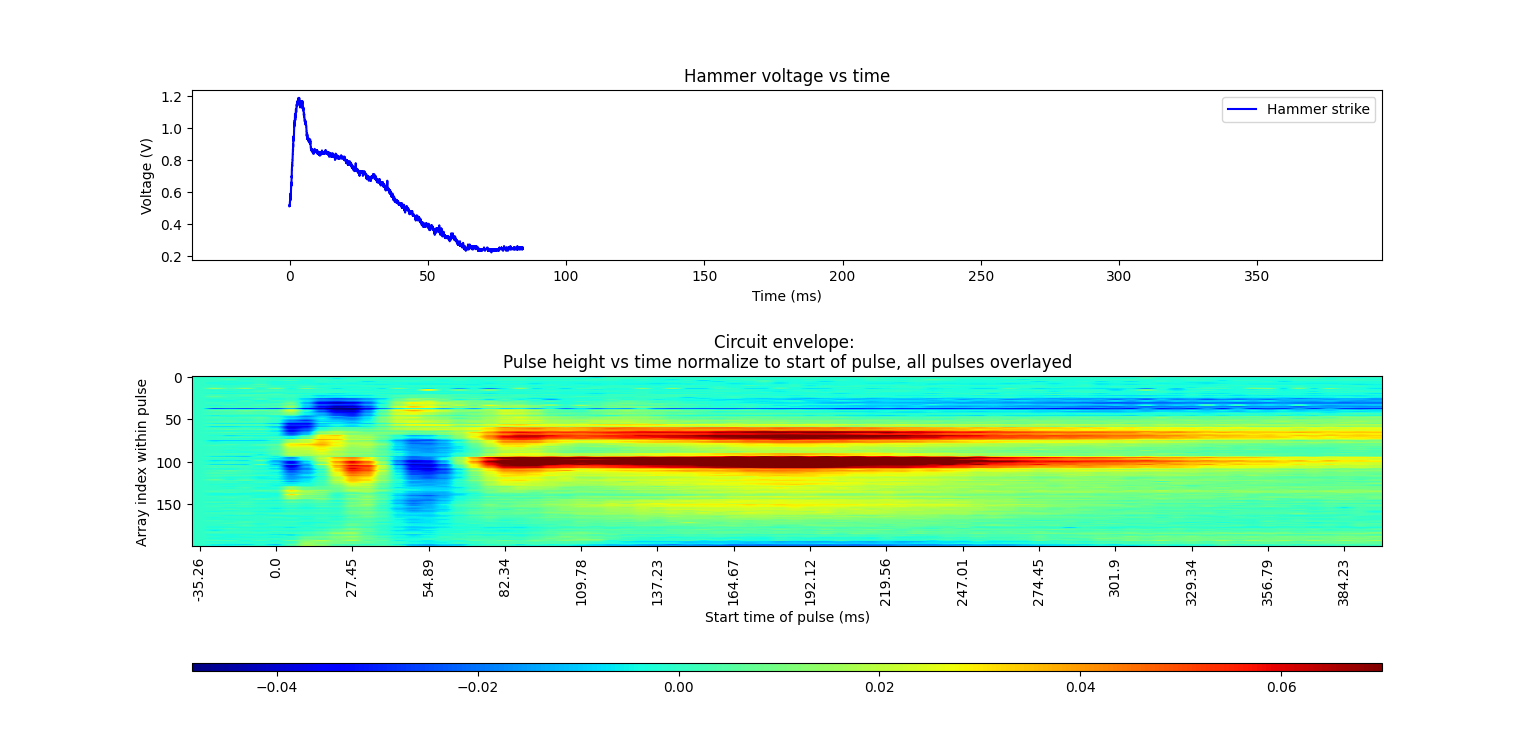 Hammer voltage vs time
Hammer strike
1.2
1.0
0.8
0.6
0.4
0.2
Voltage (V)
0 50 100 150 200 250 300 350
Time (ms)
Circuit envelope:
Pulse height vs time normalize to start of pulse, all pulses overlayed
0
50
100
150
Array index within pulse
-35.26 0.0 27.45 54.89 82.34 109.78 137.23 164.67 192.12 219.56 247.01 274.45 301.9 329.34 356.79 384.23
Start time of pulse (ms)
−0.04 −0.02 0.00 0.02 0.04 0.06